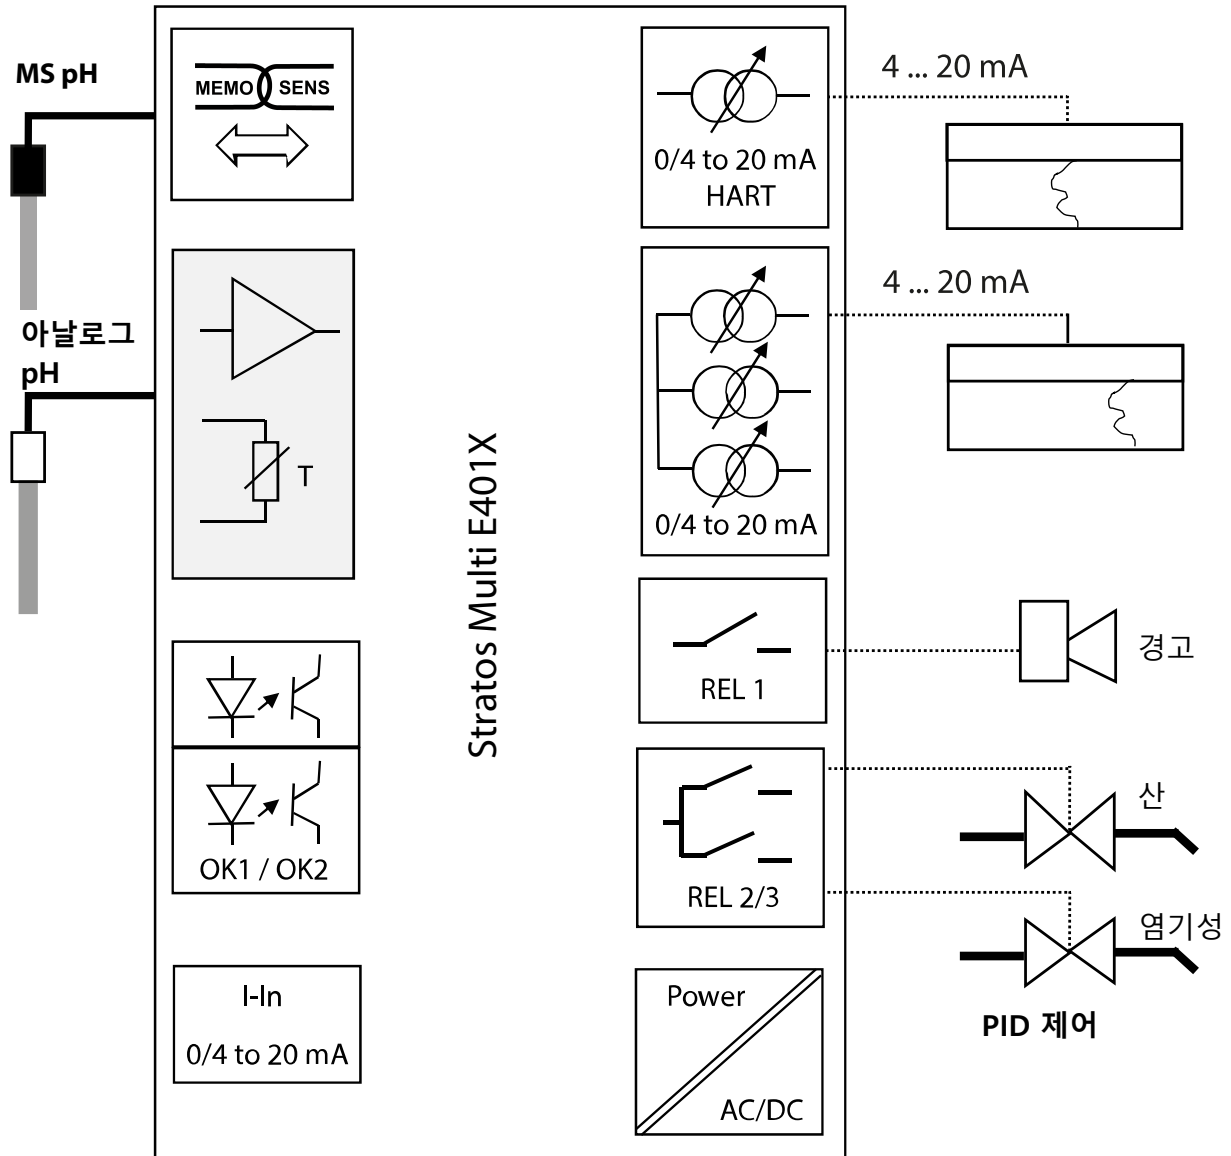 MS pH
MEMO SENS
아날로그
pH
T
OK1 / OK2
I-In
0/4 to 20 mA
Stratos Multi E401X
0/4 to 20 mA
HART
4 ... 20 mA
0/4 to 20 mA
4 ... 20 mA
REL 1
경고
REL 2/3
산
염기성
PID 제어
Power
AC/DC